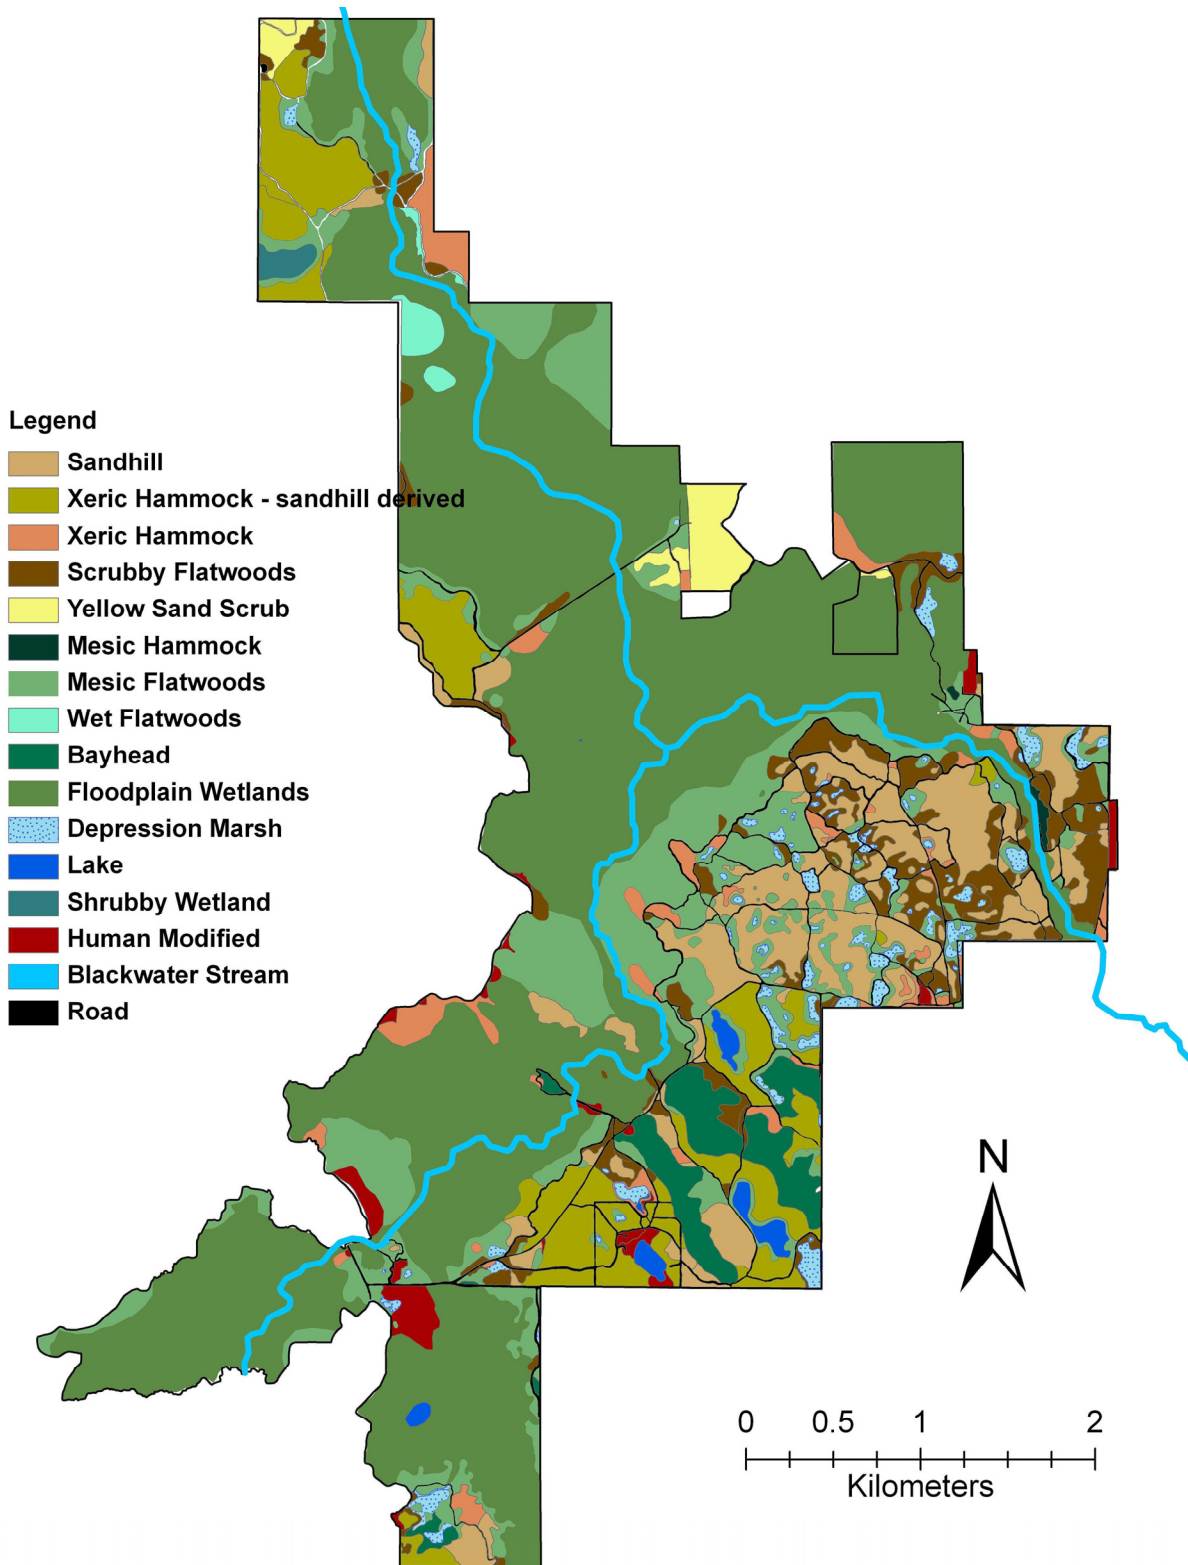 Legend
Sandhill
Xeric Hammock - sandhill derived
Xeric Hammock
Scrubby Flatwoods
Yellow Sand Scrub
Mesic Hammock
Mesic Flatwoods
Wet Flatwoods
Bayhead
Floodplain Wetlands
Depression Marsh
Lake
Shrubby Wetland
Human Modified
Blackwater Stream
Road
N
0 0.5 1 2
Kilometers